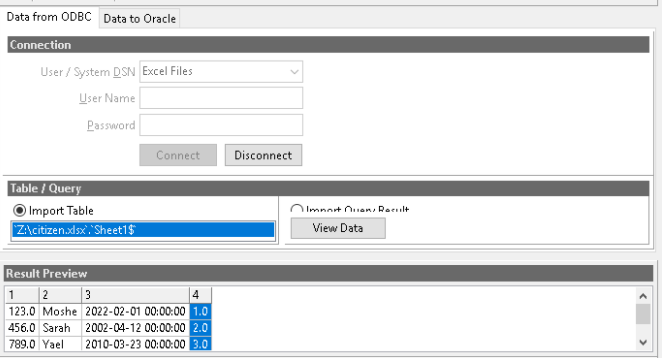 Data from ODBC Data to Oracle
Connection
User / System DSN Excel Files
User Name
Password
Connect Disconnect
Table / Query
Import Table Import Query Result
`Z:\citizen.xlsx`.`Sheet1$`
View Data
Result Preview
1 2 3 4
123.0 Moshe 2022-02-01 00:00:00 1.0
456.0 Sarah 2002-04-12 00:00:00 2.0
789.0 Yael 2010-03-23 00:00:00 3.0